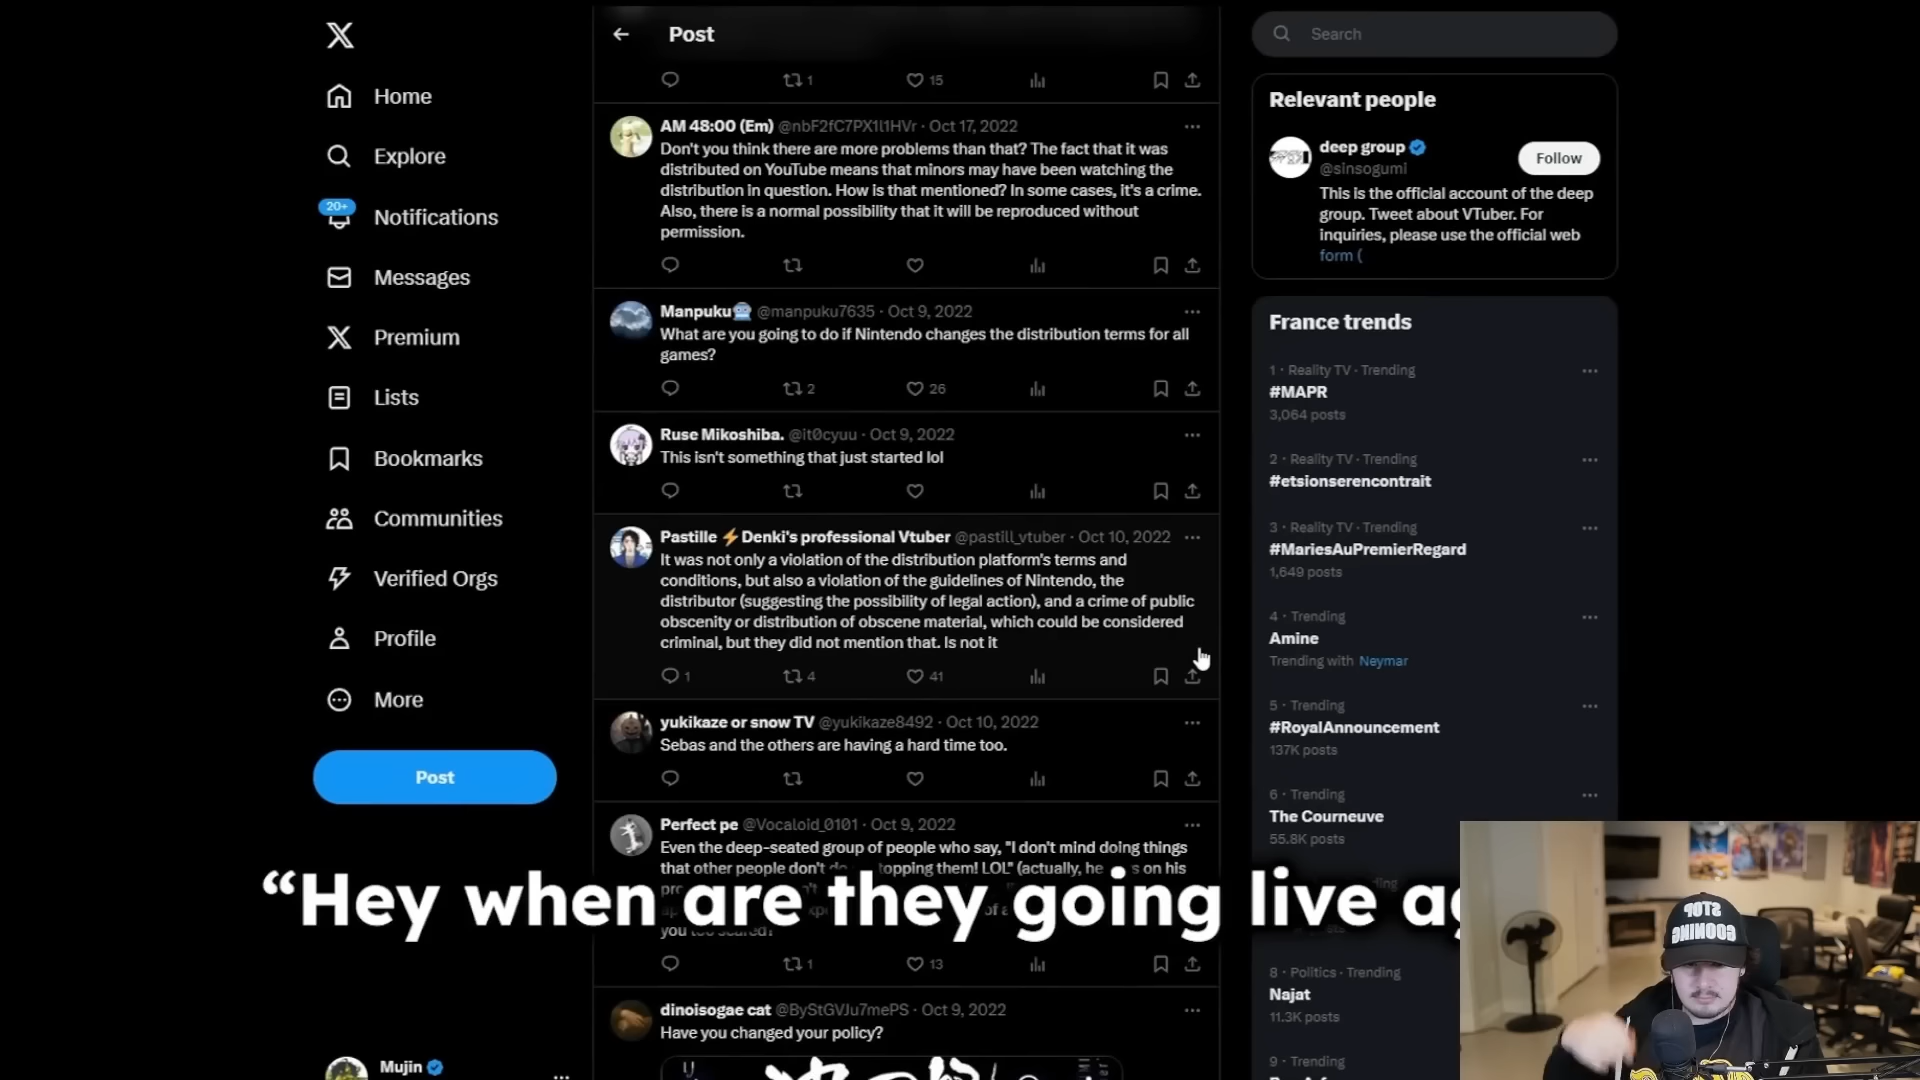 Home
Explore
20+
Notifications
Messages
Premium
Lists
Bookmarks
Communities
Verified Orgs
Profile
More
Post
Mujin
Post
1
15
AM 48:00 (Em) @nbF2fC7PX1l1HVr · Oct 17, 2022
Don't you think there are more problems than that? The fact that it was
distributed on YouTube means that minors may have been watching the
distribution in question. How is that mentioned? In some cases, it's a crime.
Also, there is a normal possibility that it will be reproduced without
permission.
Manpuku @manpuku7635 · Oct 9, 2022
What are you going to do if Nintendo changes the distribution terms for all
games?
2
26
Ruse Mikoshiba. @it0cyuu · Oct 9, 2022
This isn't something that just started lol
Pastille ⚡Denki's professional Vtuber @pastill_vtuber · Oct 10, 2022
It was not only a violation of the distribution platform's terms and
conditions, but also a violation of the guidelines of Nintendo, the
distributor (suggesting the possibility of legal action), and a crime of public
obscenity or distribution of obscene material, which could be considered
criminal, but they did not mention that. Is not it
1
4
41
yukikaze or snow TV @yukikaze8492 · Oct 10, 2022
Sebas and the others are having a hard time too.
Perfect pe @Vocaloid_0101 · Oct 9, 2022
Even the deep-seated group of people who say, "I don't mind doing things
that other people don't topping them! LOL" (actually, he on his
you too scared?
“Hey when are they going live
1
13
dinoisogae cat @ByStGVJu7mePS · Oct 9, 2022
Have you changed your policy?
Search
Relevant people
deep group
@sinsogumi
Follow
This is the official account of the deep
group. Tweet about VTuber. For
inquiries, please use the official web
form (
France trends
1 · Reality TV · Trending
#MAPR
3,064 posts
2 · Reality TV · Trending
#etsionserencontrait
3 · Reality TV · Trending
#MariesAuPremierRegard
1,649 posts
4 · Trending
Amine
Trending with Neymar
5 · Trending
#RoyalAnnouncement
137K posts
6 · Trending
The Courneuve
55.8K posts
8 · Politics · Trending
Najat
11.3K posts
9 · Trending
STOP
GOONING